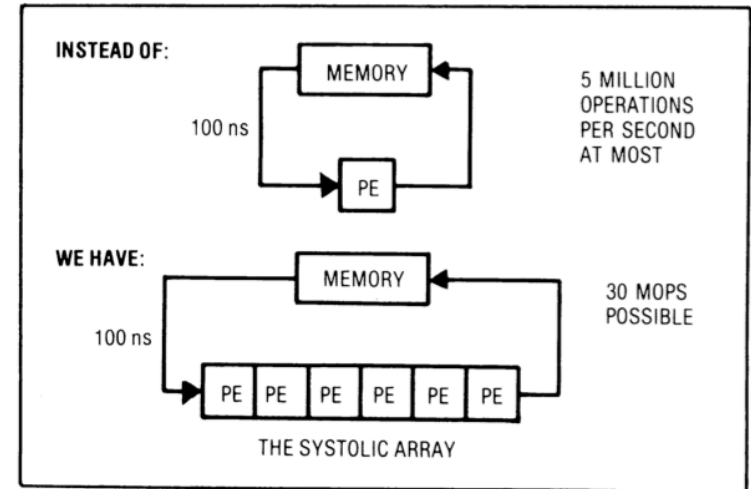 INSTEAD OF:
MEMORY
100 ns
PE
5 MILLION
OPERATIONS
PER SECOND
AT MOST
WE HAVE:
MEMORY
100 ns
PE PE PE PE PE PE
THE SYSTOLIC ARRAY
30 MOPS
POSSIBLE